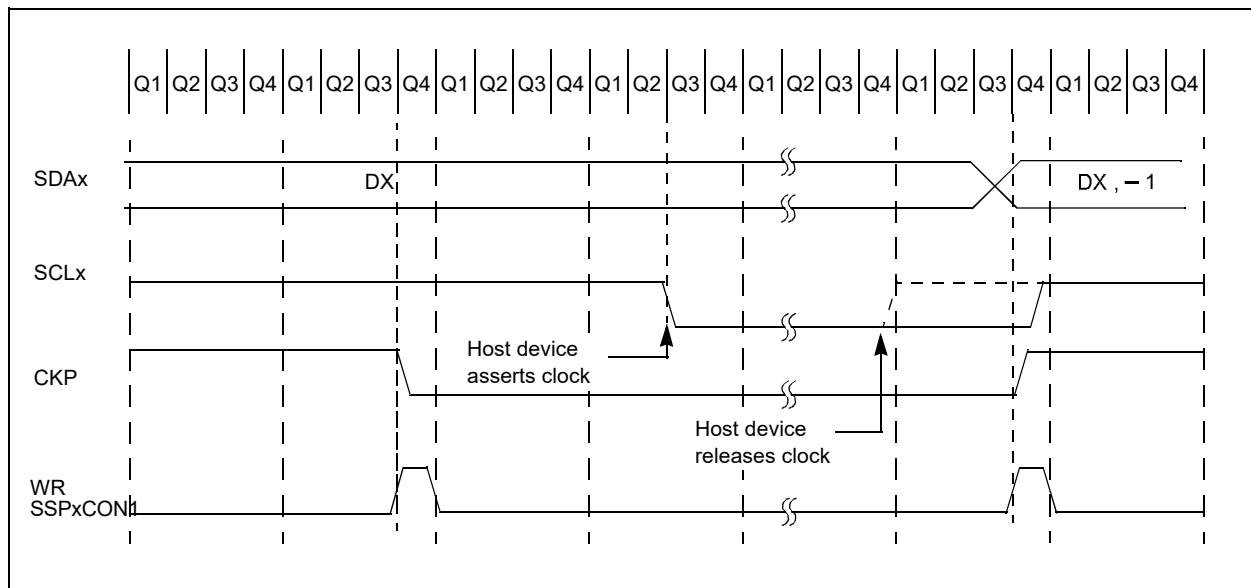 Q1 Q2 Q3 Q4 Q1 Q2 Q3 Q4 Q1 Q2 Q3 Q4 Q1 Q2 Q3 Q4 Q1 Q2 Q3 Q4 Q1 Q2 Q3 Q4 Q1 Q2 Q3 Q4
SDAx
DX
DX , – 1
SCLx
Host device
asserts clock
CKP
Host device
releases clock
WR
SSPxCON1